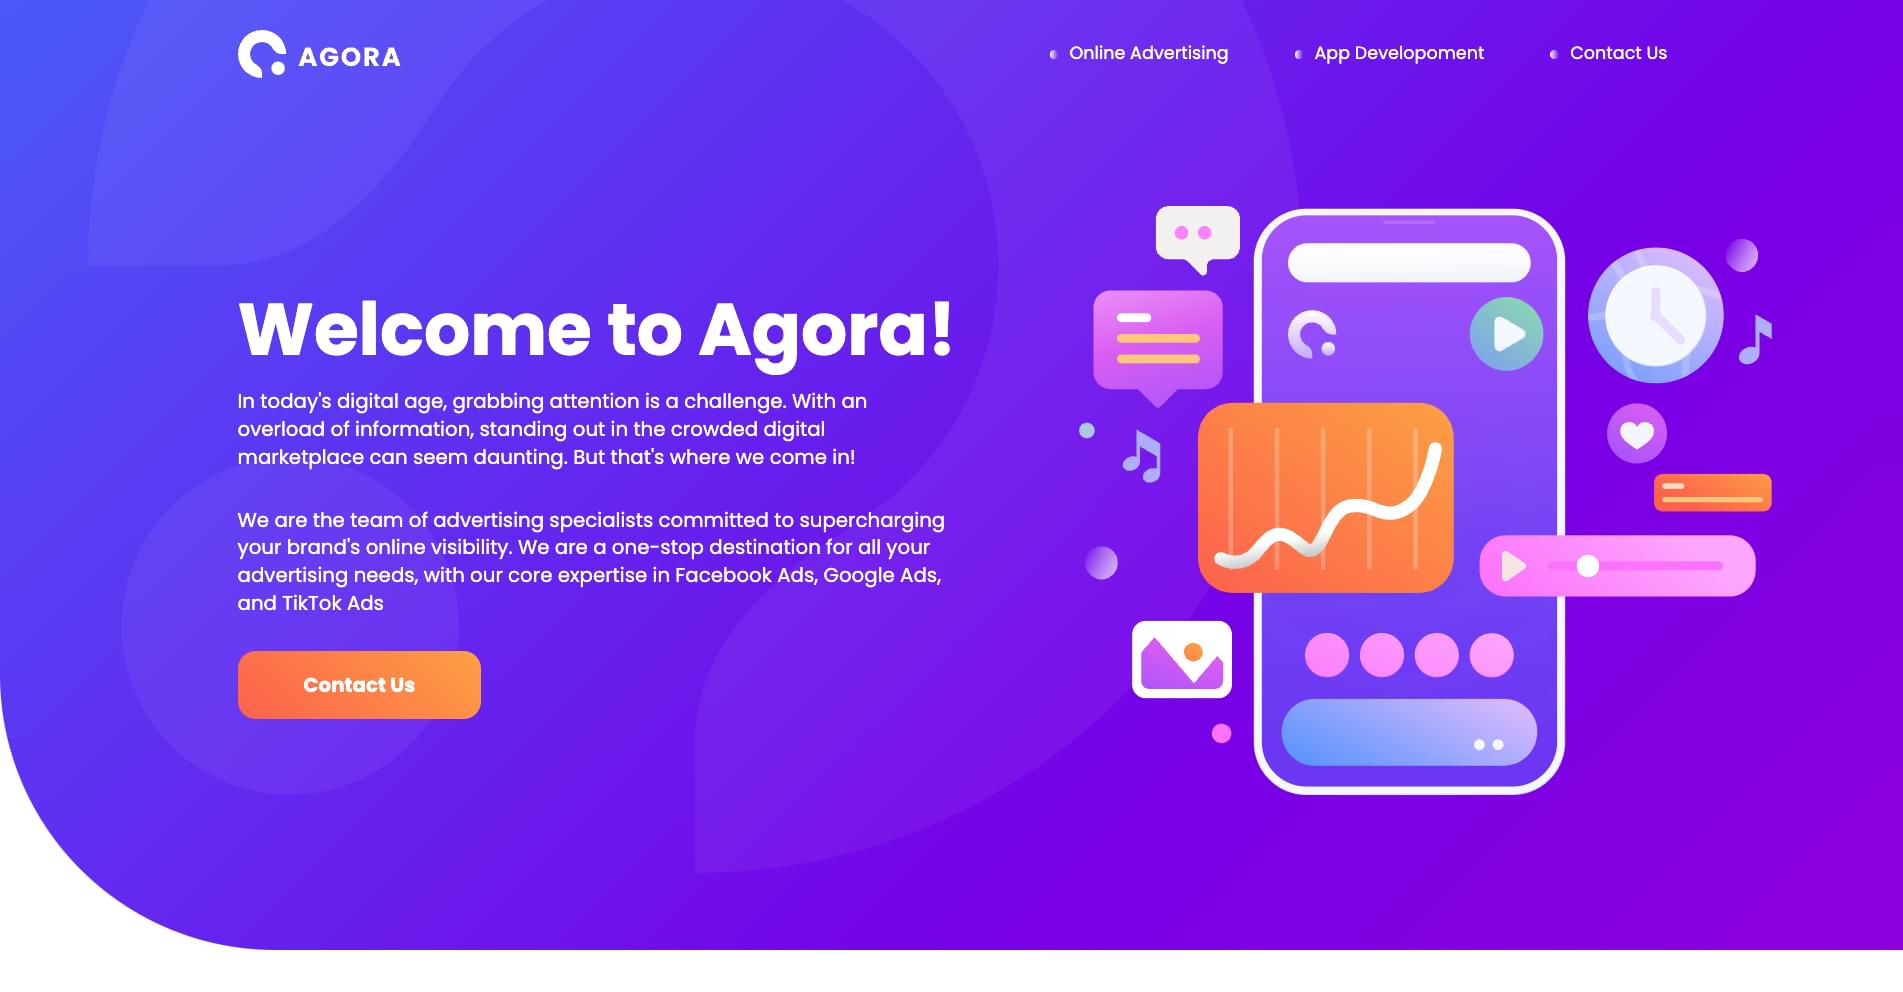 AGORA
Online Advertising
App Developoment
Contact Us
Welcome to Agora!
In today's digital age, grabbing attention is a challenge. With an
overload of information, standing out in the crowded digital
marketplace can seem daunting. But that's where we come in!
We are the team of advertising specialists committed to supercharging
your brand's online visibility. We are a one-stop destination for all your
advertising needs, with our core expertise in Facebook Ads, Google Ads,
and TikTok Ads
Contact Us